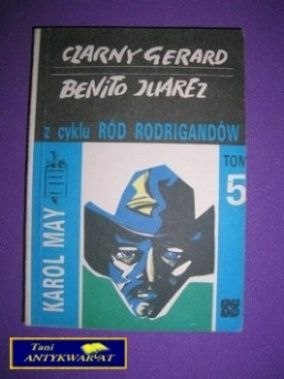 CZARNY GERARD
BENITO JUAREZ
z cyklu RÓD RODRIGANDÓW
TOM
5
KAROL MAY
Tani
ANTYKWARIAT